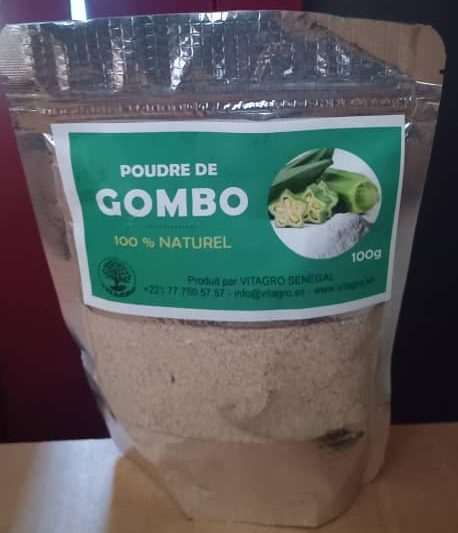 POUDRE DE
GOMBO
100 % NATUREL
100g
VITAGRO
Produit par VITAGRO SENEGAL
+221 77 750.57.57 - info@vitagro.sn - www.vitagro.sn